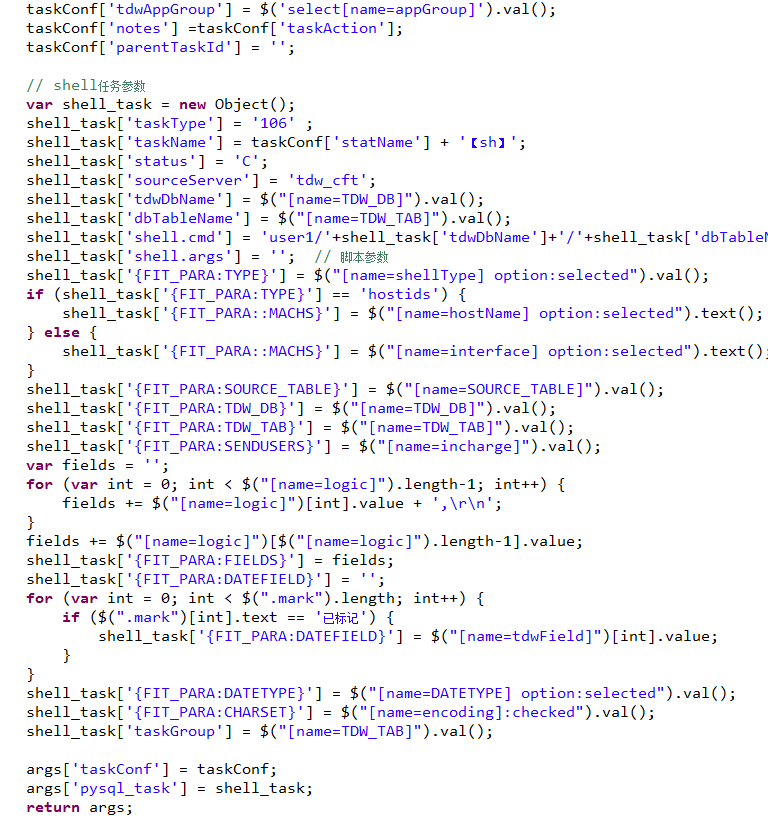 taskConf['tdwAppGroup'] = $('select[name=appGroup]').val();
taskConf['notes'] =taskConf['taskAction'];
taskConf['parentTaskId'] = '';
// shell任务参数
var shell_task = new Object();
shell_task['taskType'] = '106' ;
shell_task['taskName'] = taskConf['statName'] + '【sh】';
shell_task['status'] = 'C';
shell_task['sourceServer'] = 'tdw_cft';
shell_task['tdwDbName'] = $("[name=TDW_DB]").val();
shell_task['dbTableName'] = $("[name=TDW_TAB]").val();
shell_task['shell.cmd'] = 'user1/'+shell_task['tdwDbName']+'/'+shell_task['dbTableN
shell_task['shell.args'] = '';  // 脚本参数
shell_task['{FIT_PARA:TYPE}'] = $("[name=shellType] option:selected").val();
if (shell_task['{FIT_PARA:TYPE}'] == 'hostids') {
    shell_task['{FIT_PARA::MACHS}'] = $("[name=hostName] option:selected").text();
} else {
    shell_task['{FIT_PARA::MACHS}'] = $("[name=interface] option:selected").text();
}
shell_task['{FIT_PARA:SOURCE_TABLE}'] = $("[name=SOURCE_TABLE]").val();
shell_task['{FIT_PARA:TDW_DB}'] = $("[name=TDW_DB]").val();
shell_task['{FIT_PARA:TDW_TAB}'] = $("[name=TDW_TAB]").val();
shell_task['{FIT_PARA:SENDUSERS}'] = $("[name=incharge]").val();
var fields = '';
for (var int = 0; int < $("[name=logic]").length-1; int++) {
    fields += $("[name=logic]")[int].value + ',\r\n';
}
fields += $("[name=logic]")[$("[name=logic]").length-1].value;
shell_task['{FIT_PARA:FIELDS}'] = fields;
shell_task['{FIT_PARA:DATEFIELD}'] = '';
for (var int = 0; int < $(".mark").length; int++) {
    if ($(".mark")[int].text == '已标记') {
        shell_task['{FIT_PARA:DATEFIELD}'] = $("[name=tdwField]")[int].value;
    }
}
shell_task['{FIT_PARA:DATETYPE}'] = $("[name=DATETYPE] option:selected").val();
shell_task['{FIT_PARA:CHARSET}'] = $("[name=encoding]:checked").val();
shell_task['taskGroup'] = $("[name=TDW_TAB]").val();
args['taskConf'] = taskConf;
args['pysql_task'] = shell_task;
return args;